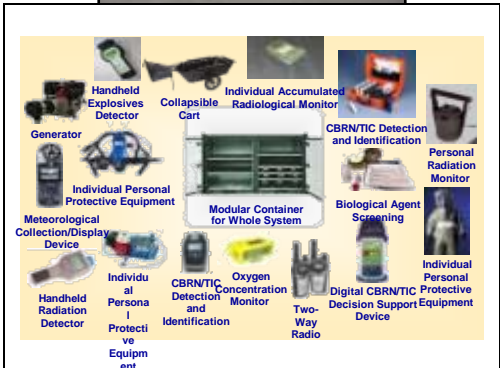 Handheld
Explosives
Detector
Collapsible
Cart
Individual Accumulated
Radiological Monitor
Generator
CBRN/TIC Detection
and Identification
Personal
Radiation
Monitor
Individual Personal
Protective Equipment
Modular Container
for Whole System
Biological Agent
Screening
Meteorological
Collection/Display
Device
Individual
Personal
Protective
Equipment
Handheld
Radiation
Detector
Individu
al
Persona
l
Protecti
ve
Equipm
ent
CBRN/TIC
Detection
and
Identification
Oxygen
Concentration
Monitor
Two-
Way
Radio
Digital CBRN/TIC
Decision Support
Device